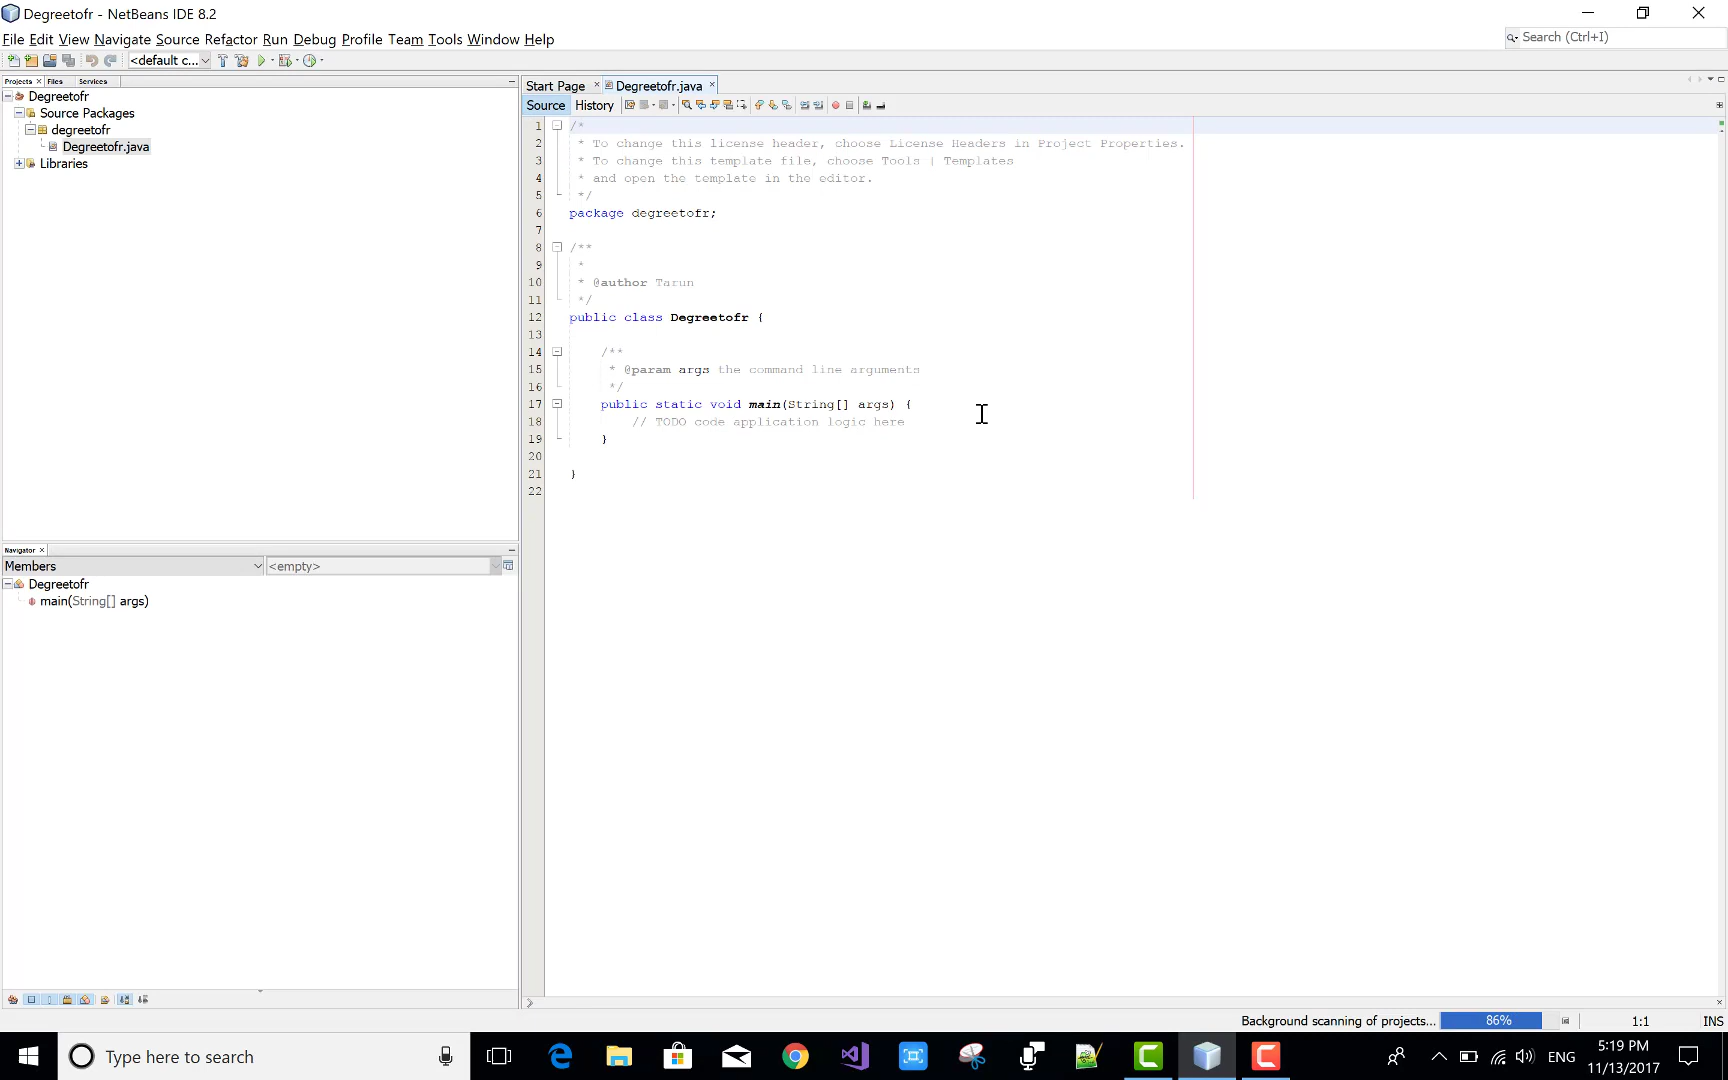 Degreetofr - NetBeans IDE 8.2
File Edit View Navigate Source Refactor Run Debug Profile Team Tools Window Help
Search (Ctrl+I)
<default c...
Projects Files Services
Start Page Degreetofr.java
Source History
Degreetofr
Source Packages
degreetofr
Degreetofr.java
Libraries
1 /*
2 * To change this license header, choose License Headers in Project Properties.
3 * To change this template file, choose Tools | Templates
4 * and open the template in the editor.
5 */
6 package degreetofr;
7
8 /**
9 *
10 * @author Tarun
11 */
12 public class Degreetofr {
13
14 /**
15 * @param args the command line arguments
16 */
17 public static void main(String[] args) {
18 // TODO code application logic here
19 }
20
21 }
22
Navigator
Members <empty>
Degreetofr
main(String[] args)
Background scanning of projects... 86% 1:1 INS
Type here to search
ENG
5:19 PM
11/13/2017